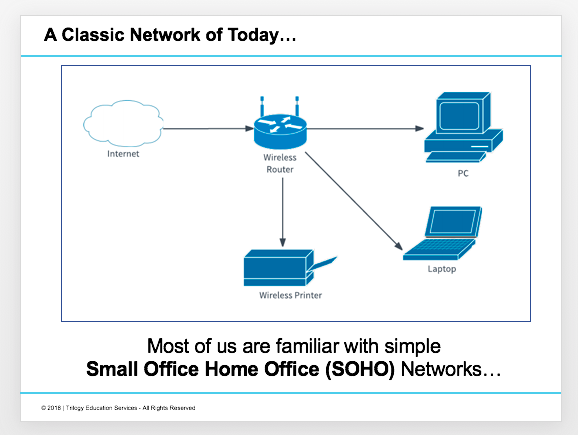 A Classic Network of Today…
Internet
Wireless
Router
PC
Laptop
Wireless Printer
Most of us are familiar with simple
Small Office Home Office (SOHO) Networks…
© 2018 | Trilogy Education Services - All Rights Reserved